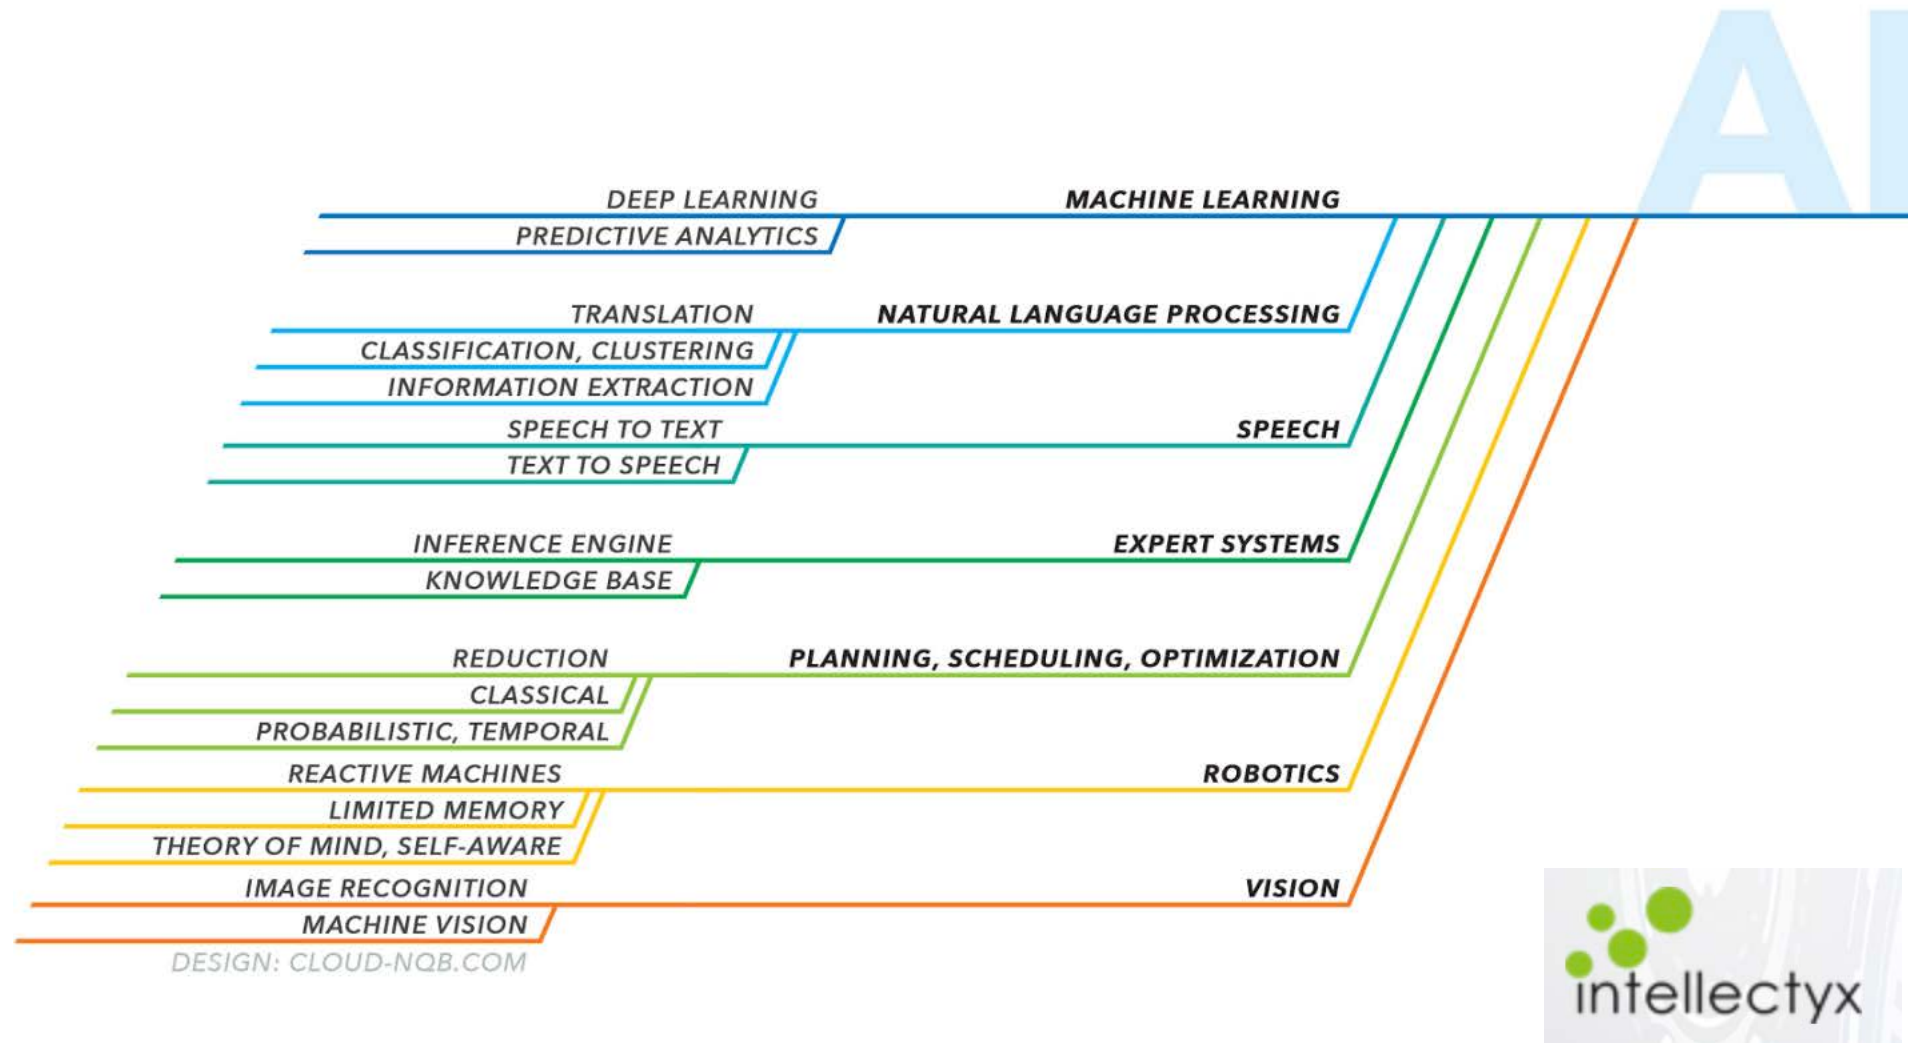 AI
DEEP LEARNING
MACHINE LEARNING
PREDICTIVE ANALYTICS
TRANSLATION
NATURAL LANGUAGE PROCESSING
CLASSIFICATION, CLUSTERING
INFORMATION EXTRACTION
SPEECH TO TEXT
SPEECH
TEXT TO SPEECH
INFERENCE ENGINE
EXPERT SYSTEMS
KNOWLEDGE BASE
REDUCTION
PLANNING, SCHEDULING, OPTIMIZATION
CLASSICAL
PROBABILISTIC, TEMPORAL
REACTIVE MACHINES
ROBOTICS
LIMITED MEMORY
THEORY OF MIND, SELF-AWARE
IMAGE RECOGNITION
VISION
MACHINE VISION
DESIGN: CLOUD-NQB.COM
intellectyx